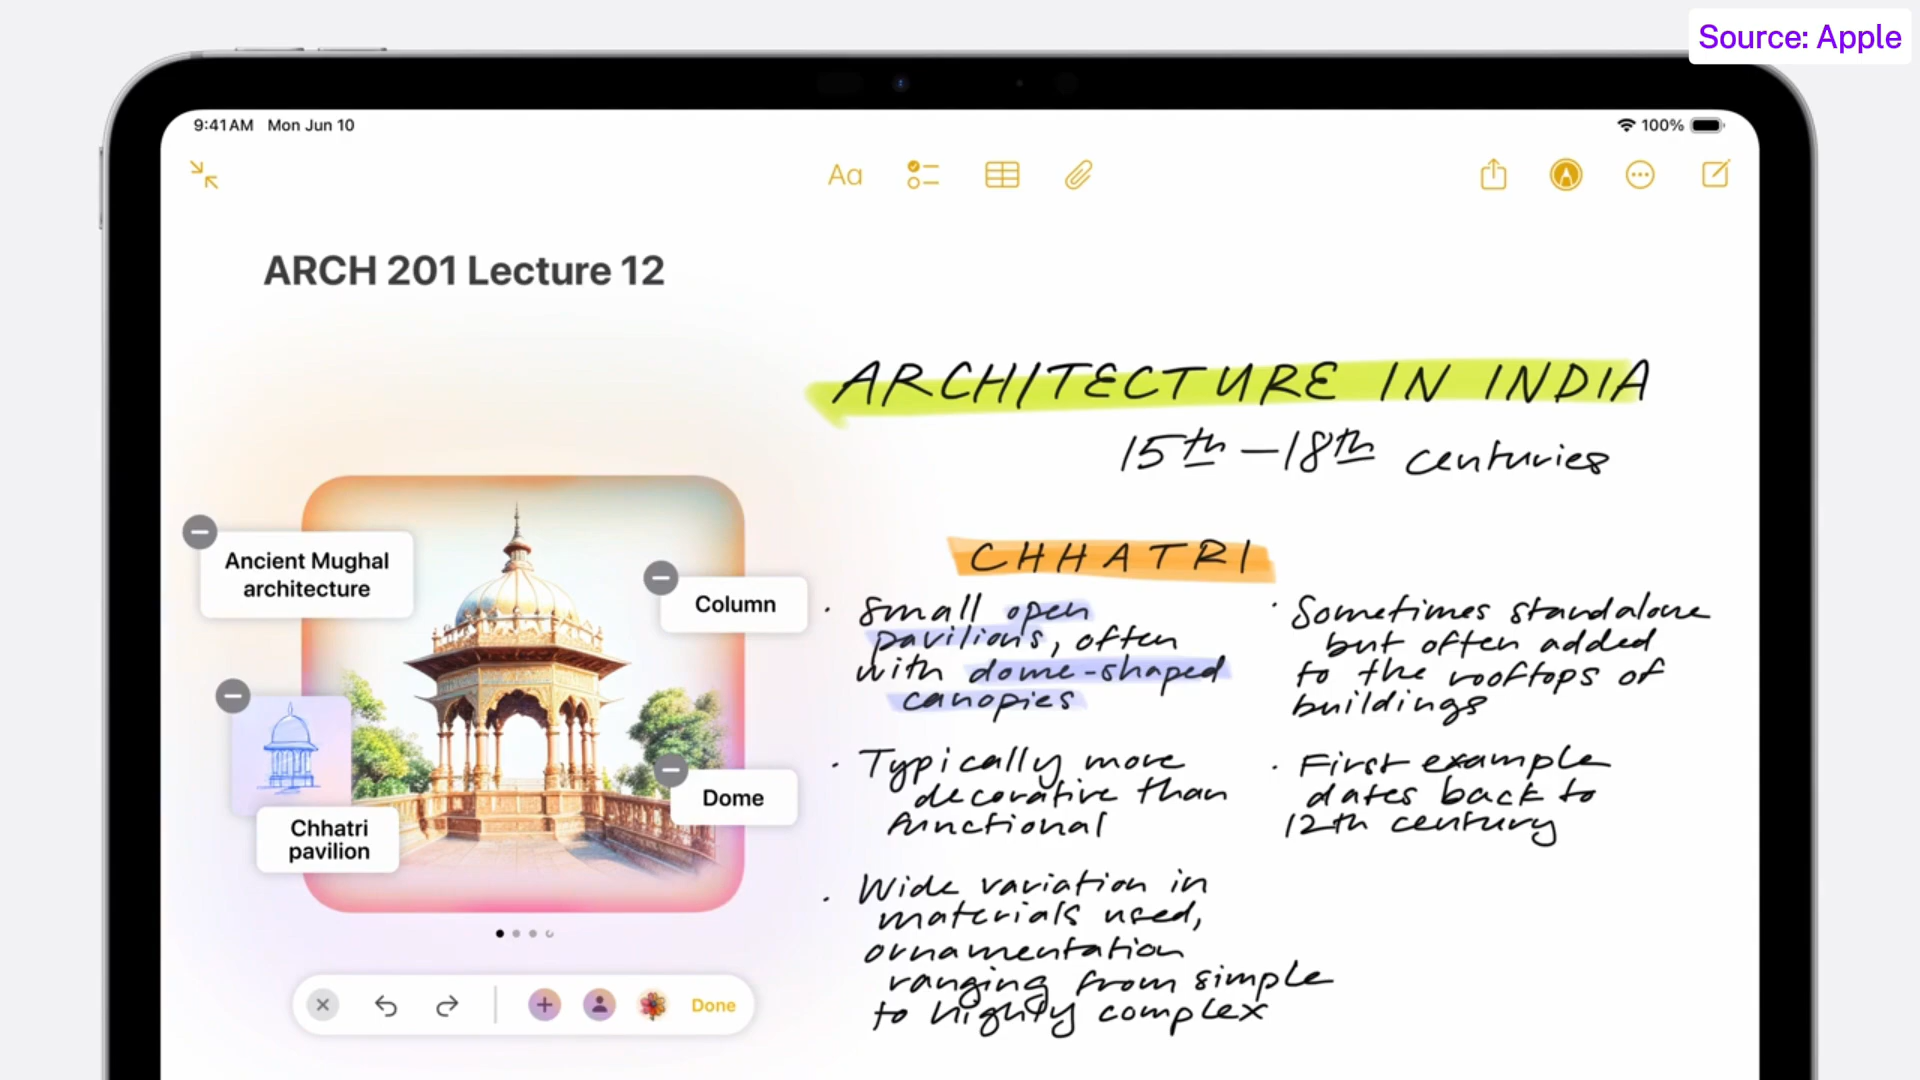 Source: Apple
9:41 AM Mon Jun 10
100%
Aa
ARCH 201 Lecture 12
ARCHITECTURE IN INDIA
15th – 18th centuries
Ancient Mughal
architecture
Column
Chhatri
pavilion
Dome
Done
CHHATRI
· Small open
pavilions, often
with dome-shaped
canopies
· Typically more
decorative than
functional
· Wide variation in
materials used,
ornamentation
ranging from simple
to highly complex
· Sometimes standalone
but often added
to the rooftops of
buildings
· First example
dates back to
12th century